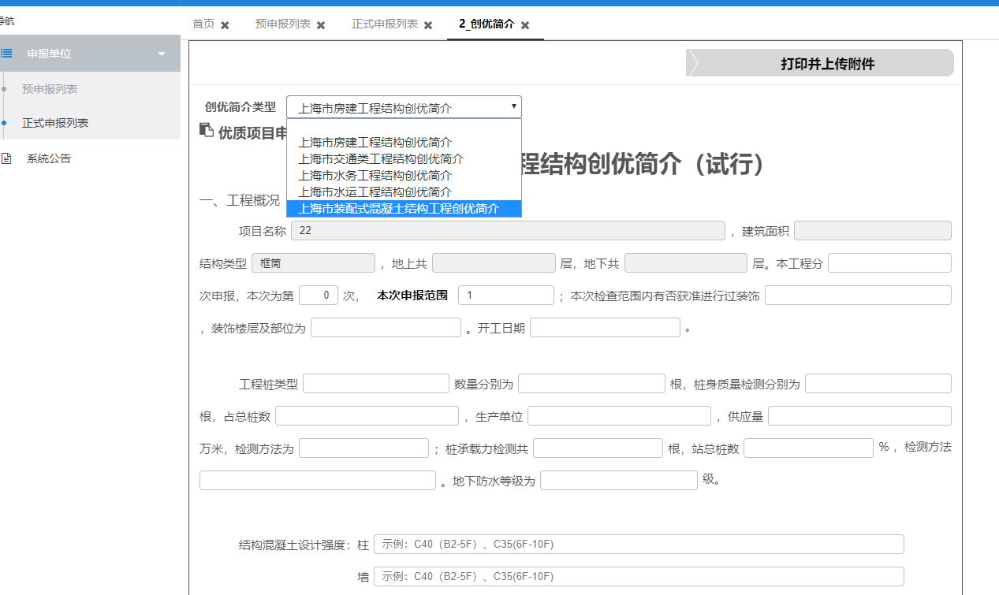 导航
首页 预申报列表 正式申报列表 2_创优简介
申报单位
预申报列表
正式申报列表
系统公告
打印并上传附件
创优简介类型 上海市房建工程结构创优简介
上海市房建工程结构创优简介
上海市交通类工程结构创优简介
上海市水务工程结构创优简介
上海市水运工程结构创优简介
上海市装配式混凝土结构工程创优简介
优质项目申
程结构创优简介（试行）
一、工程概况
项目名称 22 ，建筑面积
结构类型 框筒 ，地上共 层，地下共 层。本工程分
次申报，本次为第 0 次， 本次申报范围 1 ；本次检查范围内有否获准进行过装饰
，装饰楼层及部位为 。开工日期 。
工程桩类型 数量分别为 根，桩身质量检测分别为
根，占总桩数 ，生产单位 ，供应量
万米，检测方法为 ；桩承载力检测共 根，站总桩数 %，检测方法
。地下防水等级为 级。
结构混凝土设计强度：柱 示例：C40（B2-5F）、C35(6F-10F)
墙 示例：C40（B2-5F）、C35(6F-10F)